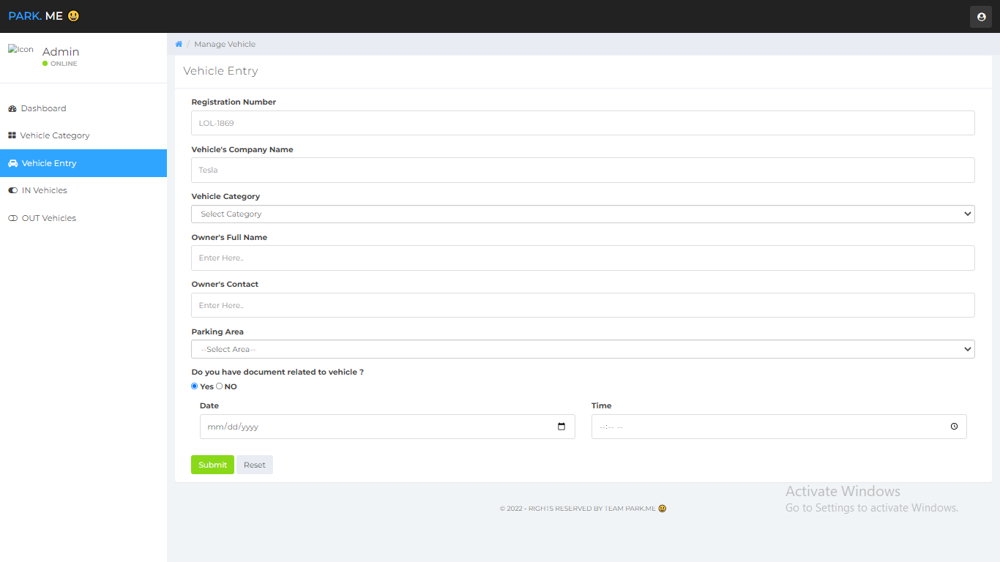 PARK. ME 😀
Icon
Admin
ONLINE
Dashboard
Vehicle Category
Vehicle Entry
IN Vehicles
OUT Vehicles
/ Manage Vehicle
Vehicle Entry
Registration Number
LOL-1869
Vehicle's Company Name
Tesla
Vehicle Category
Select Category
Owner's Full Name
Enter Here..
Owner's Contact
Enter Here..
Parking Area
--Select Area--
Do you have document related to vehicle ?
Yes NO
Date Time
mm/dd/yyyy --:-- --
Submit Reset
© 2022 - RIGHTS RESERVED BY TEAM PARK.ME 😀
Activate Windows
Go to Settings to activate Windows.